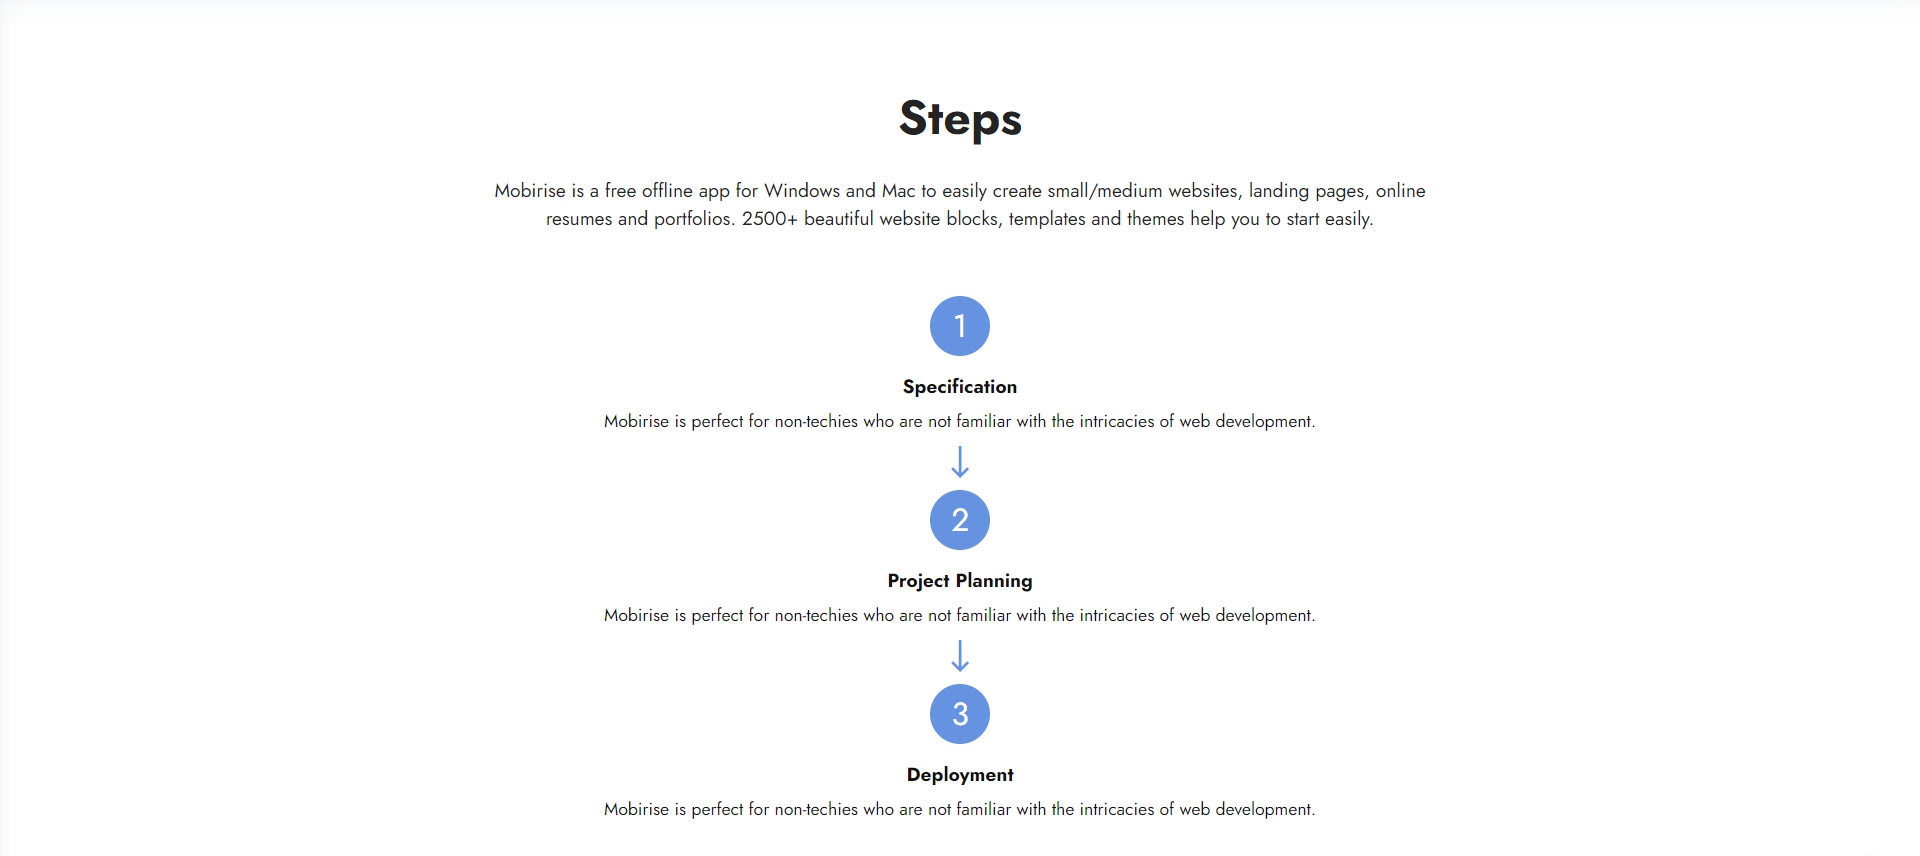 Steps
Mobirise is a free offline app for Windows and Mac to easily create small/medium websites, landing pages, online
resumes and portfolios. 2500+ beautiful website blocks, templates and themes help you to start easily.
1
Specification
Mobirise is perfect for non-techies who are not familiar with the intricacies of web development.
2
Project Planning
Mobirise is perfect for non-techies who are not familiar with the intricacies of web development.
3
Deployment
Mobirise is perfect for non-techies who are not familiar with the intricacies of web development.